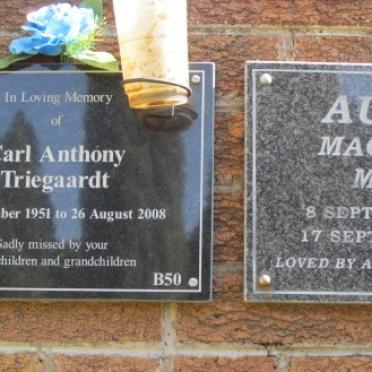 In Loving Memory
of
Carl Anthony
Triegaardt
ber 1951 to 26 August 2008
Sadly missed by your
children and grandchildren
B50
AU
MA
M
8 SEPT
17 SEPT
LOVED BY A